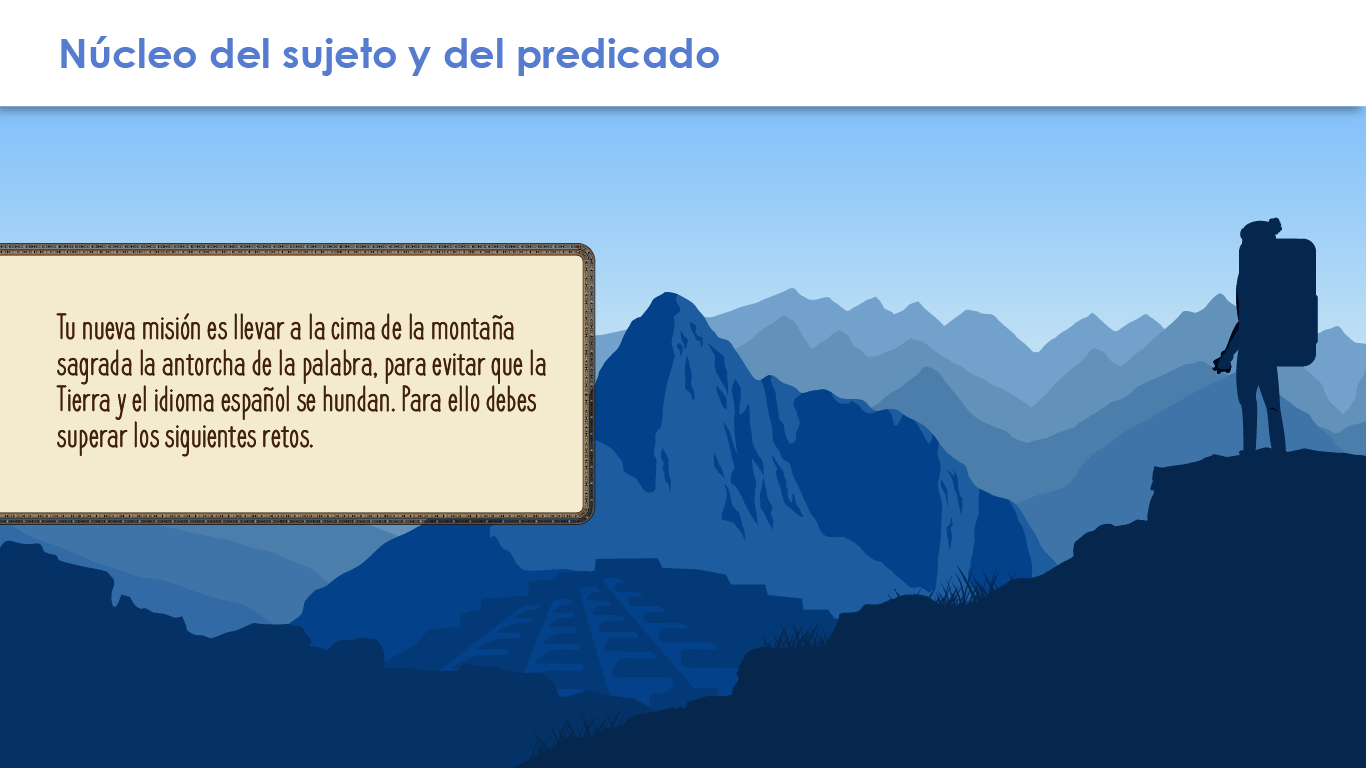 Núcleo del sujeto y del predicado
Tu nueva misión es llevar a la cima de la montaña
sagrada la antorcha de la palabra, para evitar que la
Tierra y el idioma español se hundan. Para ello debes
superar los siguientes retos.